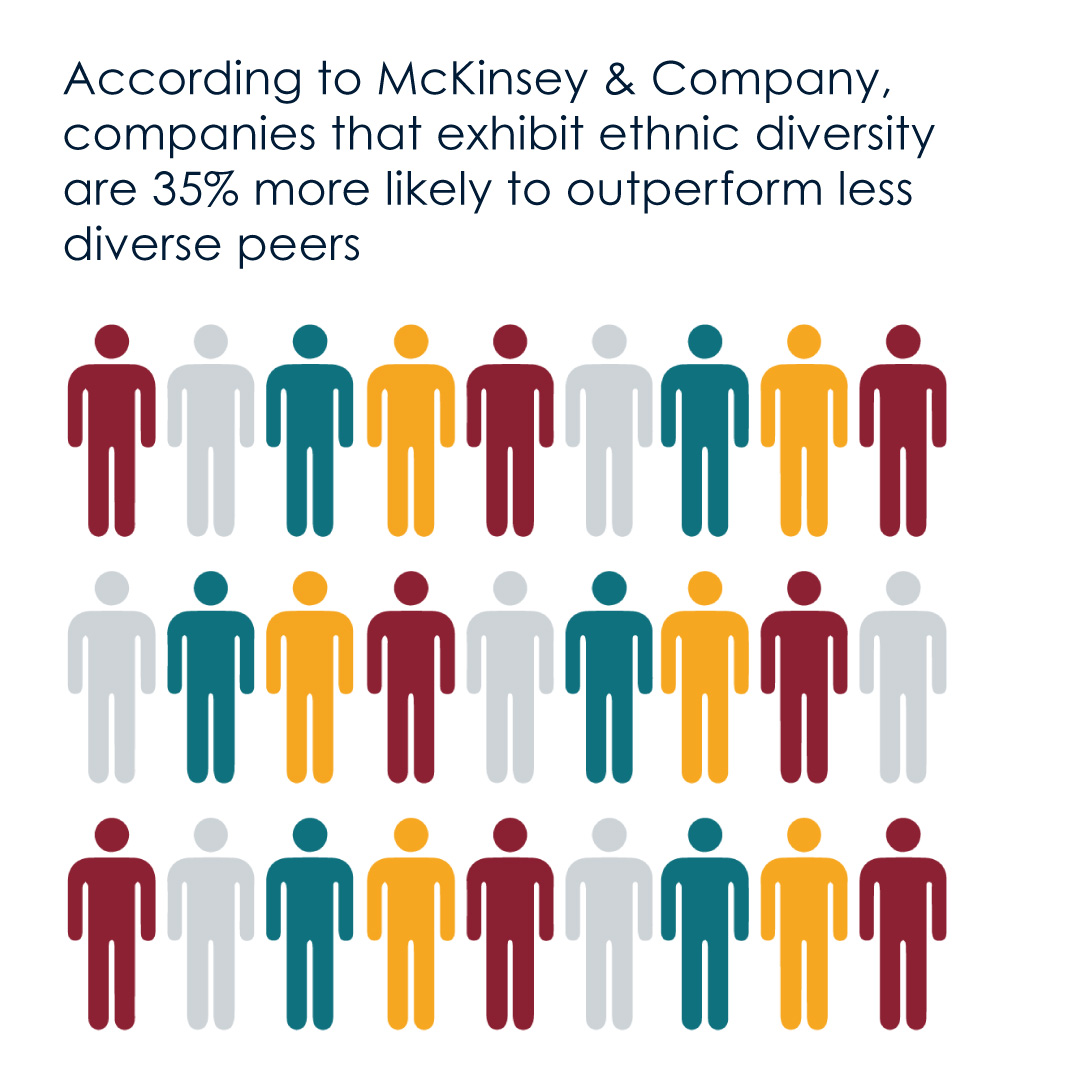 According to McKinsey & Company,
companies that exhibit ethnic diversity
are 35% more likely to outperform less
diverse peers